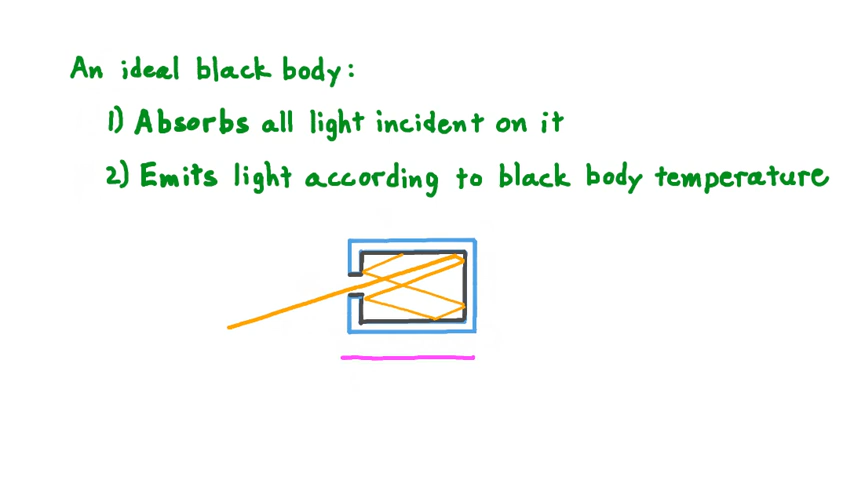 An ideal black body:
1) Absorbs all light incident on it
2) Emits light according to black body temperature